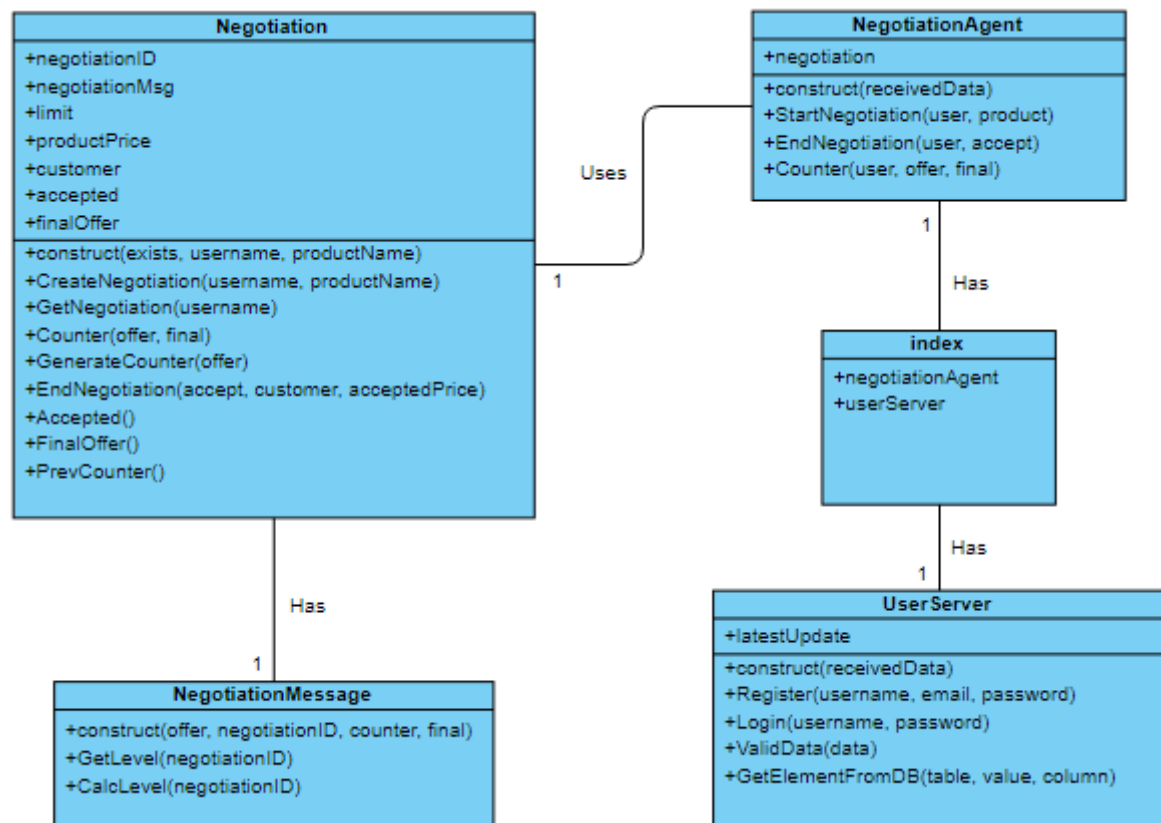 Negotiation
+negotiationID
+negotiationMsg
+limit
+productPrice
+customer
+accepted
+finalOffer
+construct(exists, username, productName)
+CreateNegotiation(username, productName)
+GetNegotiation(username)
+Counter(offer, final)
+GenerateCounter(offer)
+EndNegotiation(accept, customer, acceptedPrice)
+Accepted()
+FinalOffer()
+PrevCounter()
Uses
1
NegotiationAgent
+negotiation
+construct(receivedData)
+StartNegotiation(user, product)
+EndNegotiation(user, accept)
+Counter(user, offer, final)
1
Has
index
+negotiationAgent
+userServer
Has
1
UserServer
+latestUpdate
+construct(receivedData)
+Register(username, email, password)
+Login(username, password)
+ValidData(data)
+GetElementFromDB(table, value, column)
Has
1
NegotiationMessage
+construct(offer, negotiationID, counter, final)
+GetLevel(negotiationID)
+CalcLevel(negotiationID)